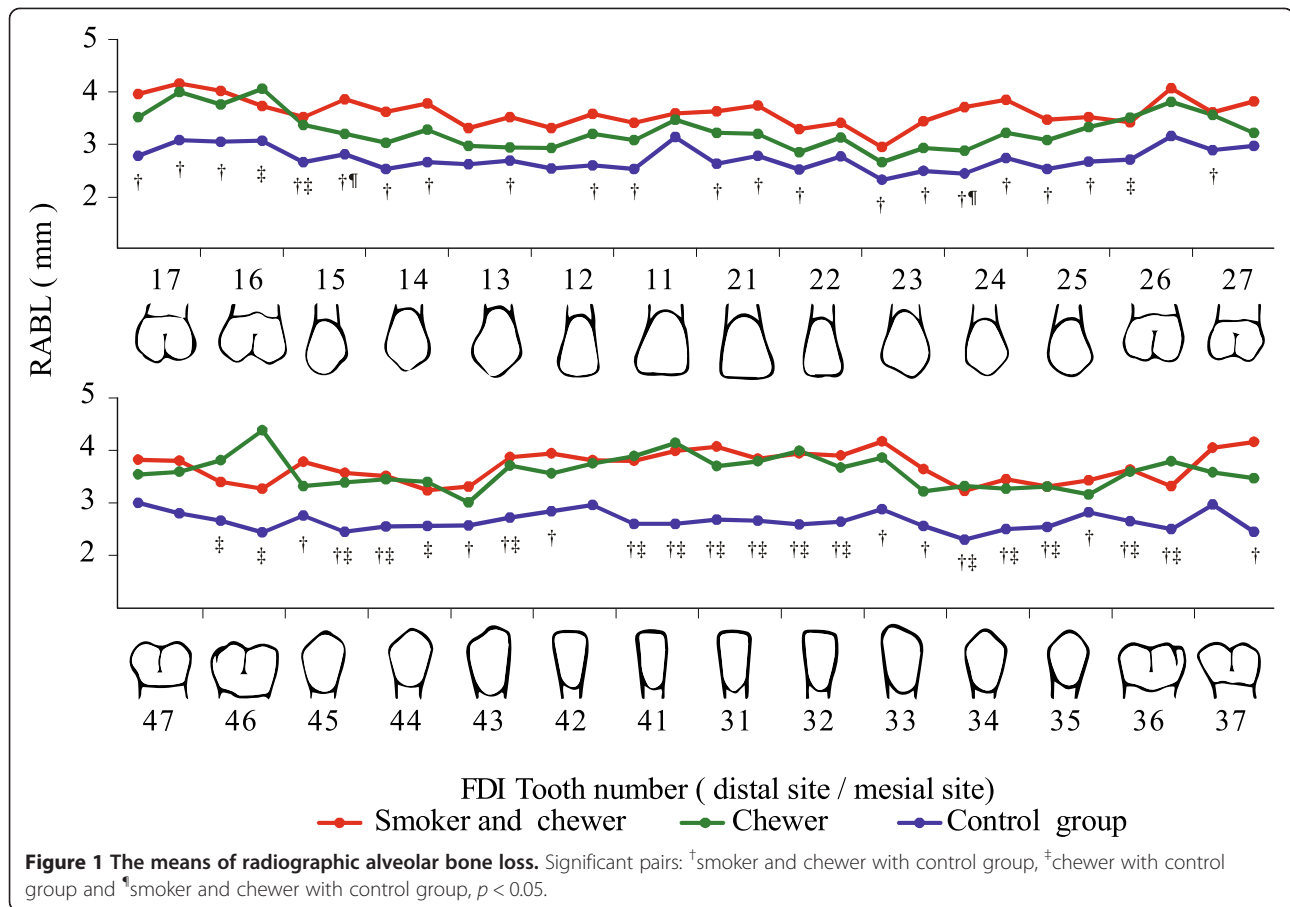 5
4
3
2
† † † ‡ †‡ †¶ † † † † † † † † † † †¶ † † † ‡ †
17 16 15 14 13 12 11 21 22 23 24 25 26 27
RABL ( mm )
5
4
3
2
‡ ‡ † †‡ †‡ ‡ † †‡ † †‡ †‡ †‡ †‡ †‡ †‡ † † †‡ †‡ †‡ † †‡ †‡ †
47 46 45 44 43 42 41 31 32 33 34 35 36 37
FDI Tooth number ( distal site / mesial site)
Smoker and chewer Chewer Control group
Figure 1 The means of radiographic alveolar bone loss. Significant pairs: †smoker and chewer with control group, ‡chewer with control
group and ¶smoker and chewer with control group, p < 0.05.